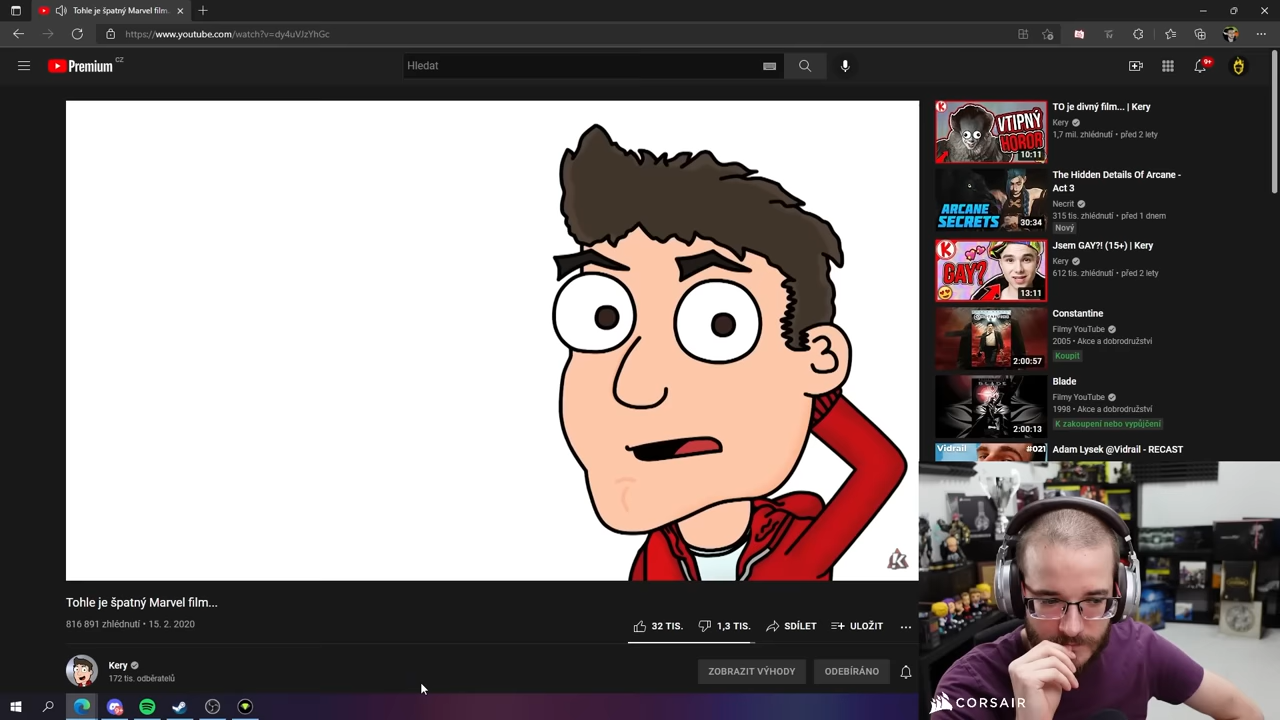 Tohle je špatný Marvel film...
https://www.youtube.com/watch?v=dy4uVJzYhGc
Premium CZ
Hledat
9+
VTIPNÝ
HOROR
10:11
TO je divný film... | Kery
Kery
1,7 mil. zhlédnutí • před 2 lety
ARCANE
SECRETS
30:34
The Hidden Details Of Arcane -
Act 3
Necrit
315 tis. zhlédnutí • před 1 dnem
Nový
GAY?
13:11
Jsem GAY?! (15+) | Kery
Kery
612 tis. zhlédnutí • před 2 lety
2:00:57
Constantine
Filmy YouTube
2005 • Akce a dobrodružství
Koupit
BLADE
2:00:13
Blade
Filmy YouTube
1998 • Akce a dobrodružství
K zakoupení nebo vypůjčení
Vidrail
#021
Adam Lysek @Vidrail - RECAST
K
Tohle je špatný Marvel film...
816 891 zhlédnutí • 15. 2. 2020
32 TIS.
1,3 TIS.
SDÍLET
ULOŽIT
Kery
172 tis. odběratelů
ZOBRAZIT VÝHODY
ODEBÍRÁNO
CORSAIR